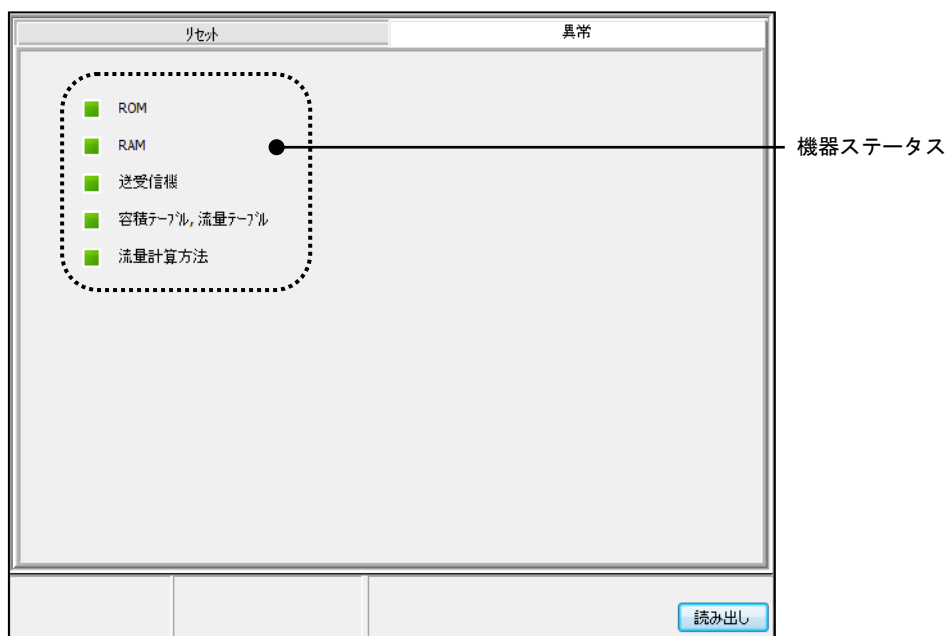 リセット
異常
ROM
RAM
機器ステータス
送受信機
容積テーブル, 流量テーブル
流量計算方法
読み出し